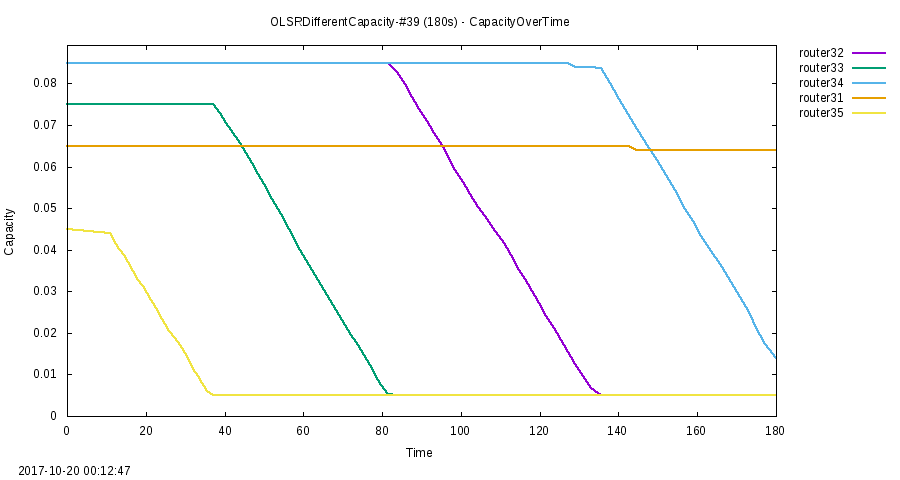 OLSRDifferentCapacity-#39 (180s) - CapacityOverTime
router32
router33
router34
router31
router35
0.08
0.07
0.06
0.05
0.04
0.03
0.02
0.01
0
Capacity
0 20 40 60 80 100 120 140 160 180
Time
2017-10-20 00:12:47